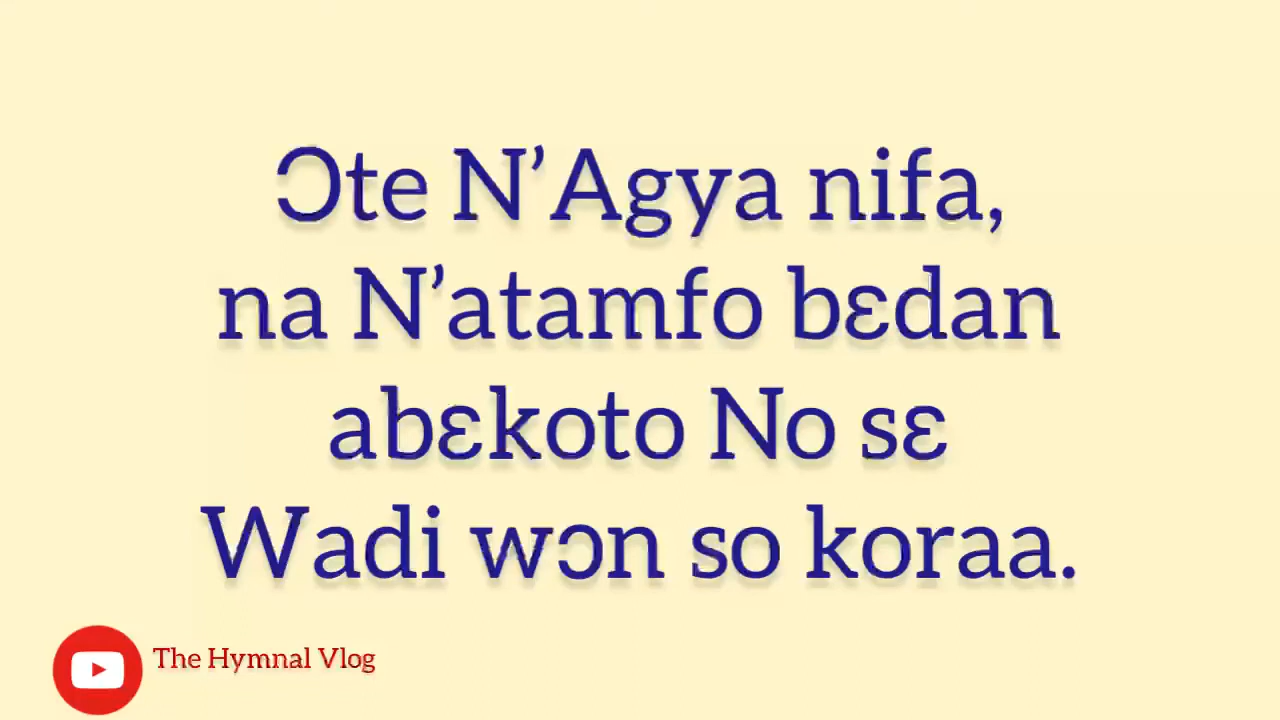 Ɔte N’Agya nifa,
na N’atamfo bɛdan
abɛkoto No sɛ
Wadi wɔn so koraa.
The Hymnal Vlog